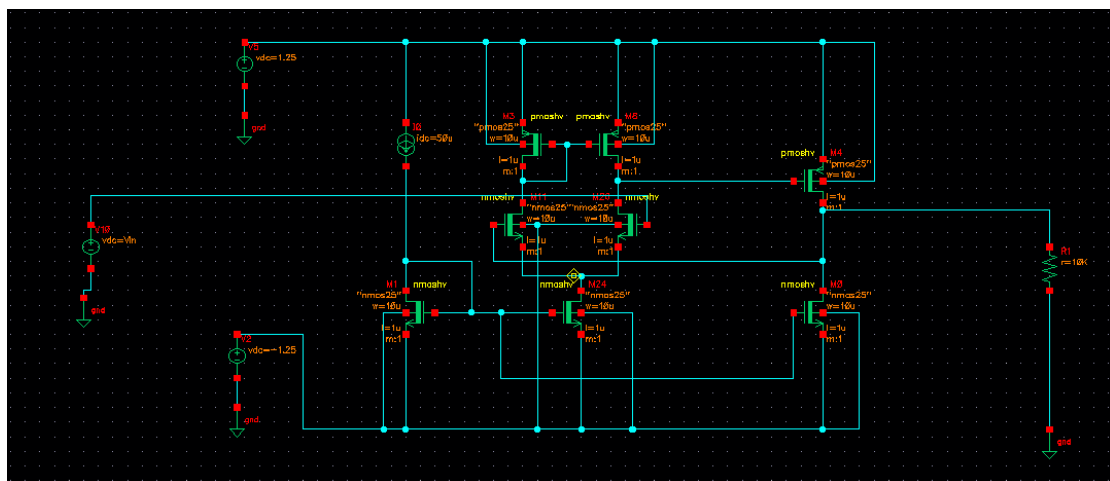 V5
vdc=1.25
gnd
I0
idc=50u
M3
pmoshv
"pmos25"
w=10u
l=1u
m:1
pmoshv
M6
"pmos25"
w=10u
l=1u
m:1
pmoshv
M4
"pmos25"
w=10u
l=1u
m:1
nmoshv
M11
"nmos25"
w=10u
l=1u
m:1
M26
nmoshv
"nmos25"
w=10u
l=1u
m:1
V10
vdc=Vin
gnd
R1
r=10K
gnd
M1
nmoshv
"nmos25"
w=10u
l=1u
m:1
nmoshv
M24
"nmos25"
w=10u
l=1u
m:1
nmoshv
M0
"nmos25"
w=10u
l=1u
m:1
V2
vdc=-1.25
gnd